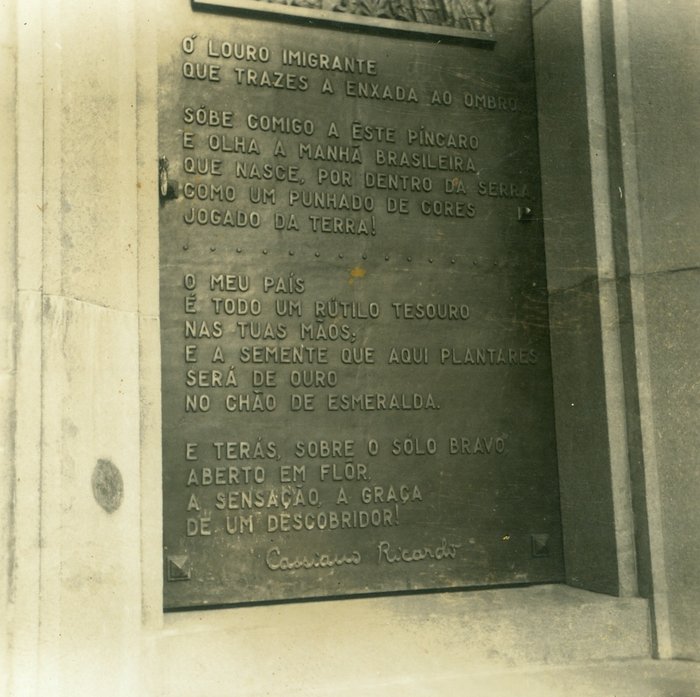 Ó LOURO IMIGRANTE
QUE TRAZES A ENXADA AO OMBRO
SÓBE COMIGO A ÊSTE PÍNCARO
E OLHA A MANHÃ BRASILEIRA
QUE NASCE, POR DENTRO DA SERRA,
COMO UM PUNHADO DE CORES
JOGADO DA TERRA!
. . . . . . . . . . . . . .
O MEU PAÍS
É TODO UM RÚTILO TESOURO
NAS TUAS MÃOS;
E A SEMENTE QUE AQUI PLANTARES
SERÁ DE OURO
NO CHÃO DE ESMERALDA.
E TERÁS, SOBRE O SÓLO BRAVO,
ABERTO EM FLÔR,
A SENSAÇÃO, A GRAÇA
DE UM DESCOBRIDOR!
Cassiano Ricardo